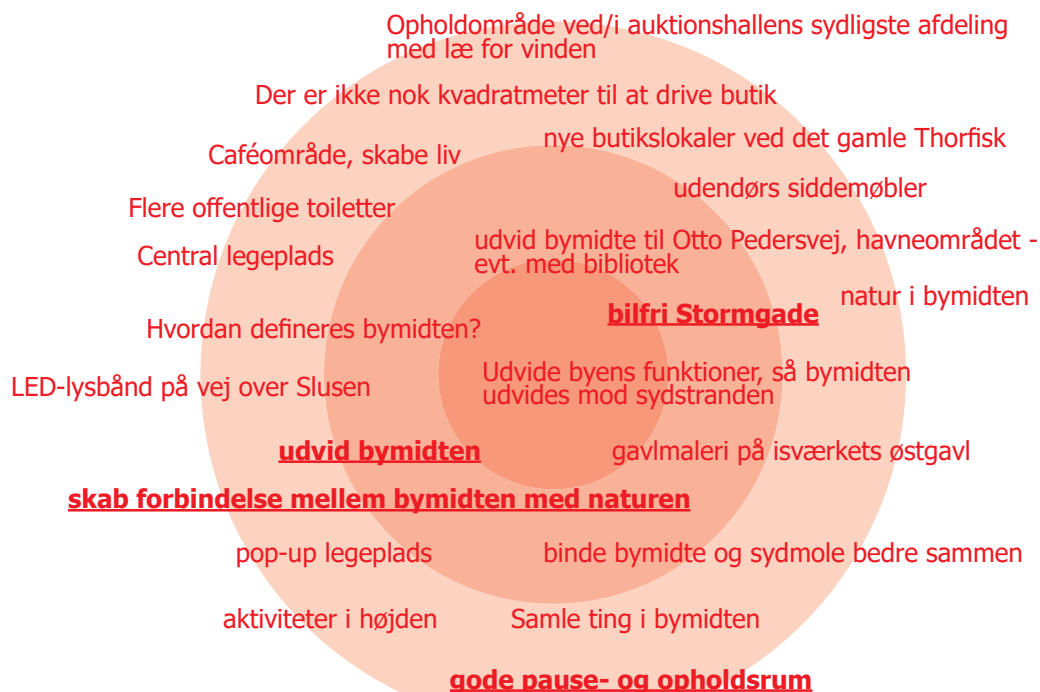 Opholdområde ved/i auktionshallens sydligste afdeling
med læ for vinden
Der er ikke nok kvadratmeter til at drive butik
nye butikslokaler ved det gamle Thorfisk
Caféområde, skabe liv
udendørs siddemøbler
Flere offentlige toiletter
udvid bymidte til Otto Pedersvej, havneområdet -
evt. med bibliotek
Central legeplads
natur i bymidten
bilfri Stormgade
Hvordan defineres bymidten?
Udvide byens funktioner, så bymidten
udvides mod sydstranden
LED-lysbånd på vej over Slusen
udvid bymidten
gavlmaleri på isværkets østgavl
skab forbindelse mellem bymidten med naturen
pop-up legeplads
binde bymidte og sydmole bedre sammen
aktiviteter i højden
Samle ting i bymidten
gode pause- og opholdsrum